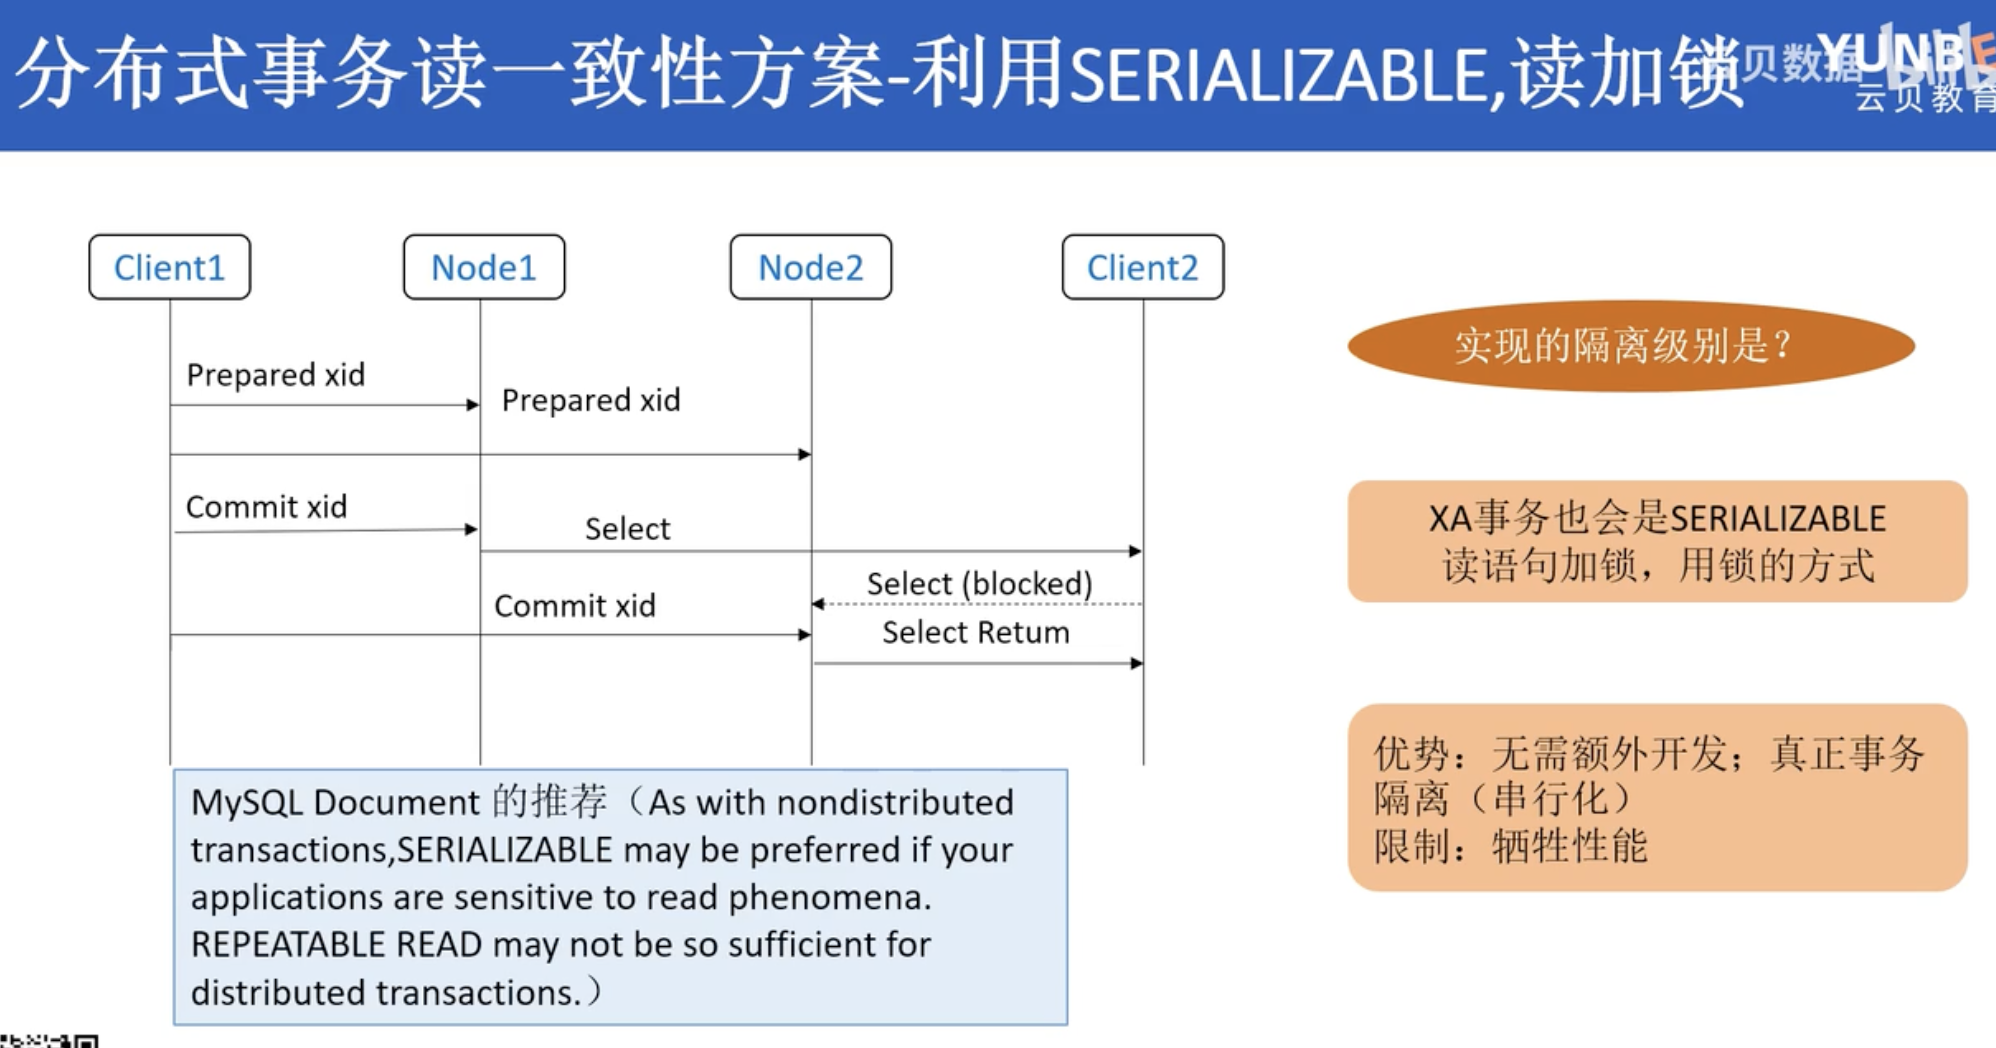 分布式事务读一致性方案-利用SERIALIZABLE,读加锁
贝数据
YUNBE
云贝教育
Client1
Node1
Node2
Client2
Prepared xid
Prepared xid
Commit xid
Select
Select (blocked)
Commit xid
Select Retum
MySQL Document 的推荐（As with nondistributed
transactions,SERIALIZABLE may be preferred if your
applications are sensitive to read phenomena.
REPEATABLE READ may not be so sufficient for
distributed transactions.）
实现的隔离级别是？
XA事务也会是SERIALIZABLE
读语句加锁，用锁的方式
优势：无需额外开发；真正事务
隔离（串行化）
限制：牺牲性能